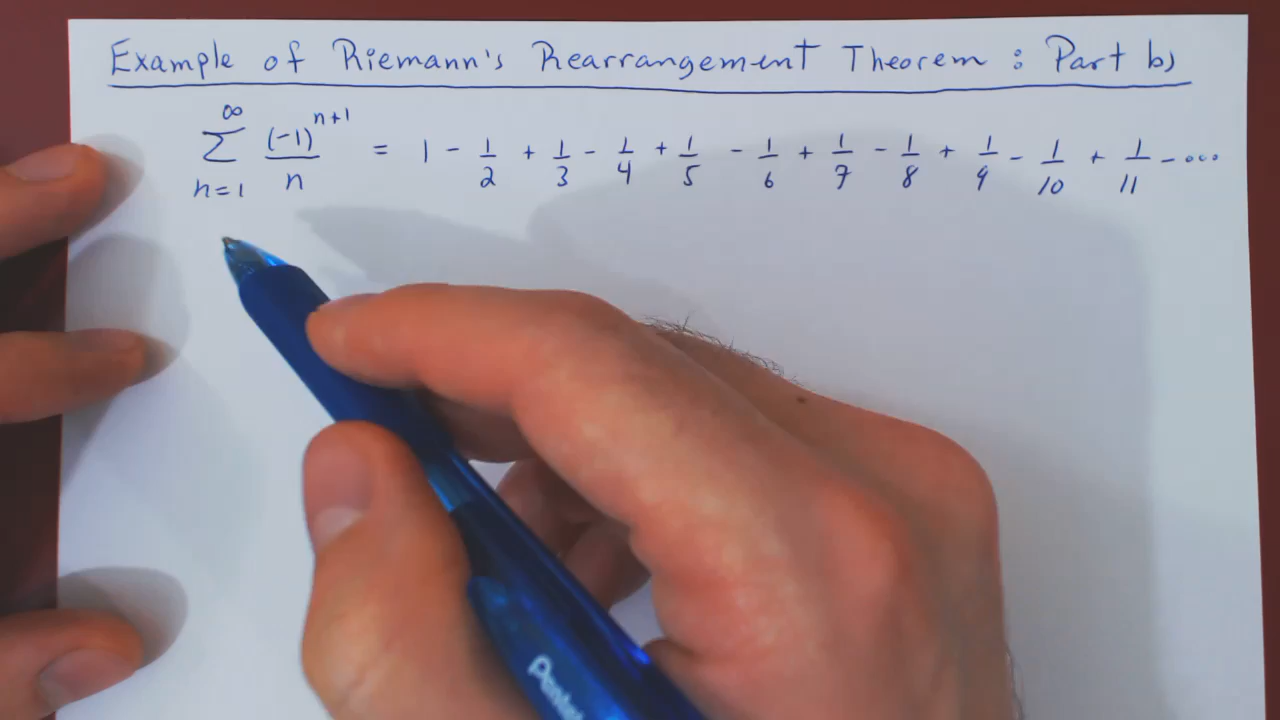 Example of Riemann's Rearrangement Theorem : Part b)
∞ ∑ n=1 (-1)^{n+1} / n = 1 - 1/2 + 1/3 - 1/4 + 1/5 - 1/6 + 1/7 - 1/8 + 1/9 - 1/10 + 1/11 - ...